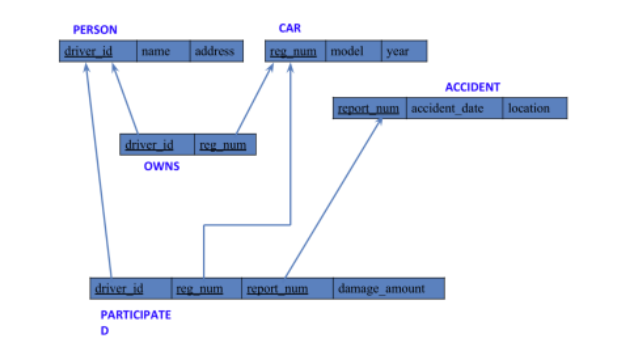 PERSON
driver_id name address
CAR
reg_num model year
ACCIDENT
report_num accident_date location
driver_id reg_num
OWNS
driver_id reg_num report_num damage_amount
PARTICIPATE
D